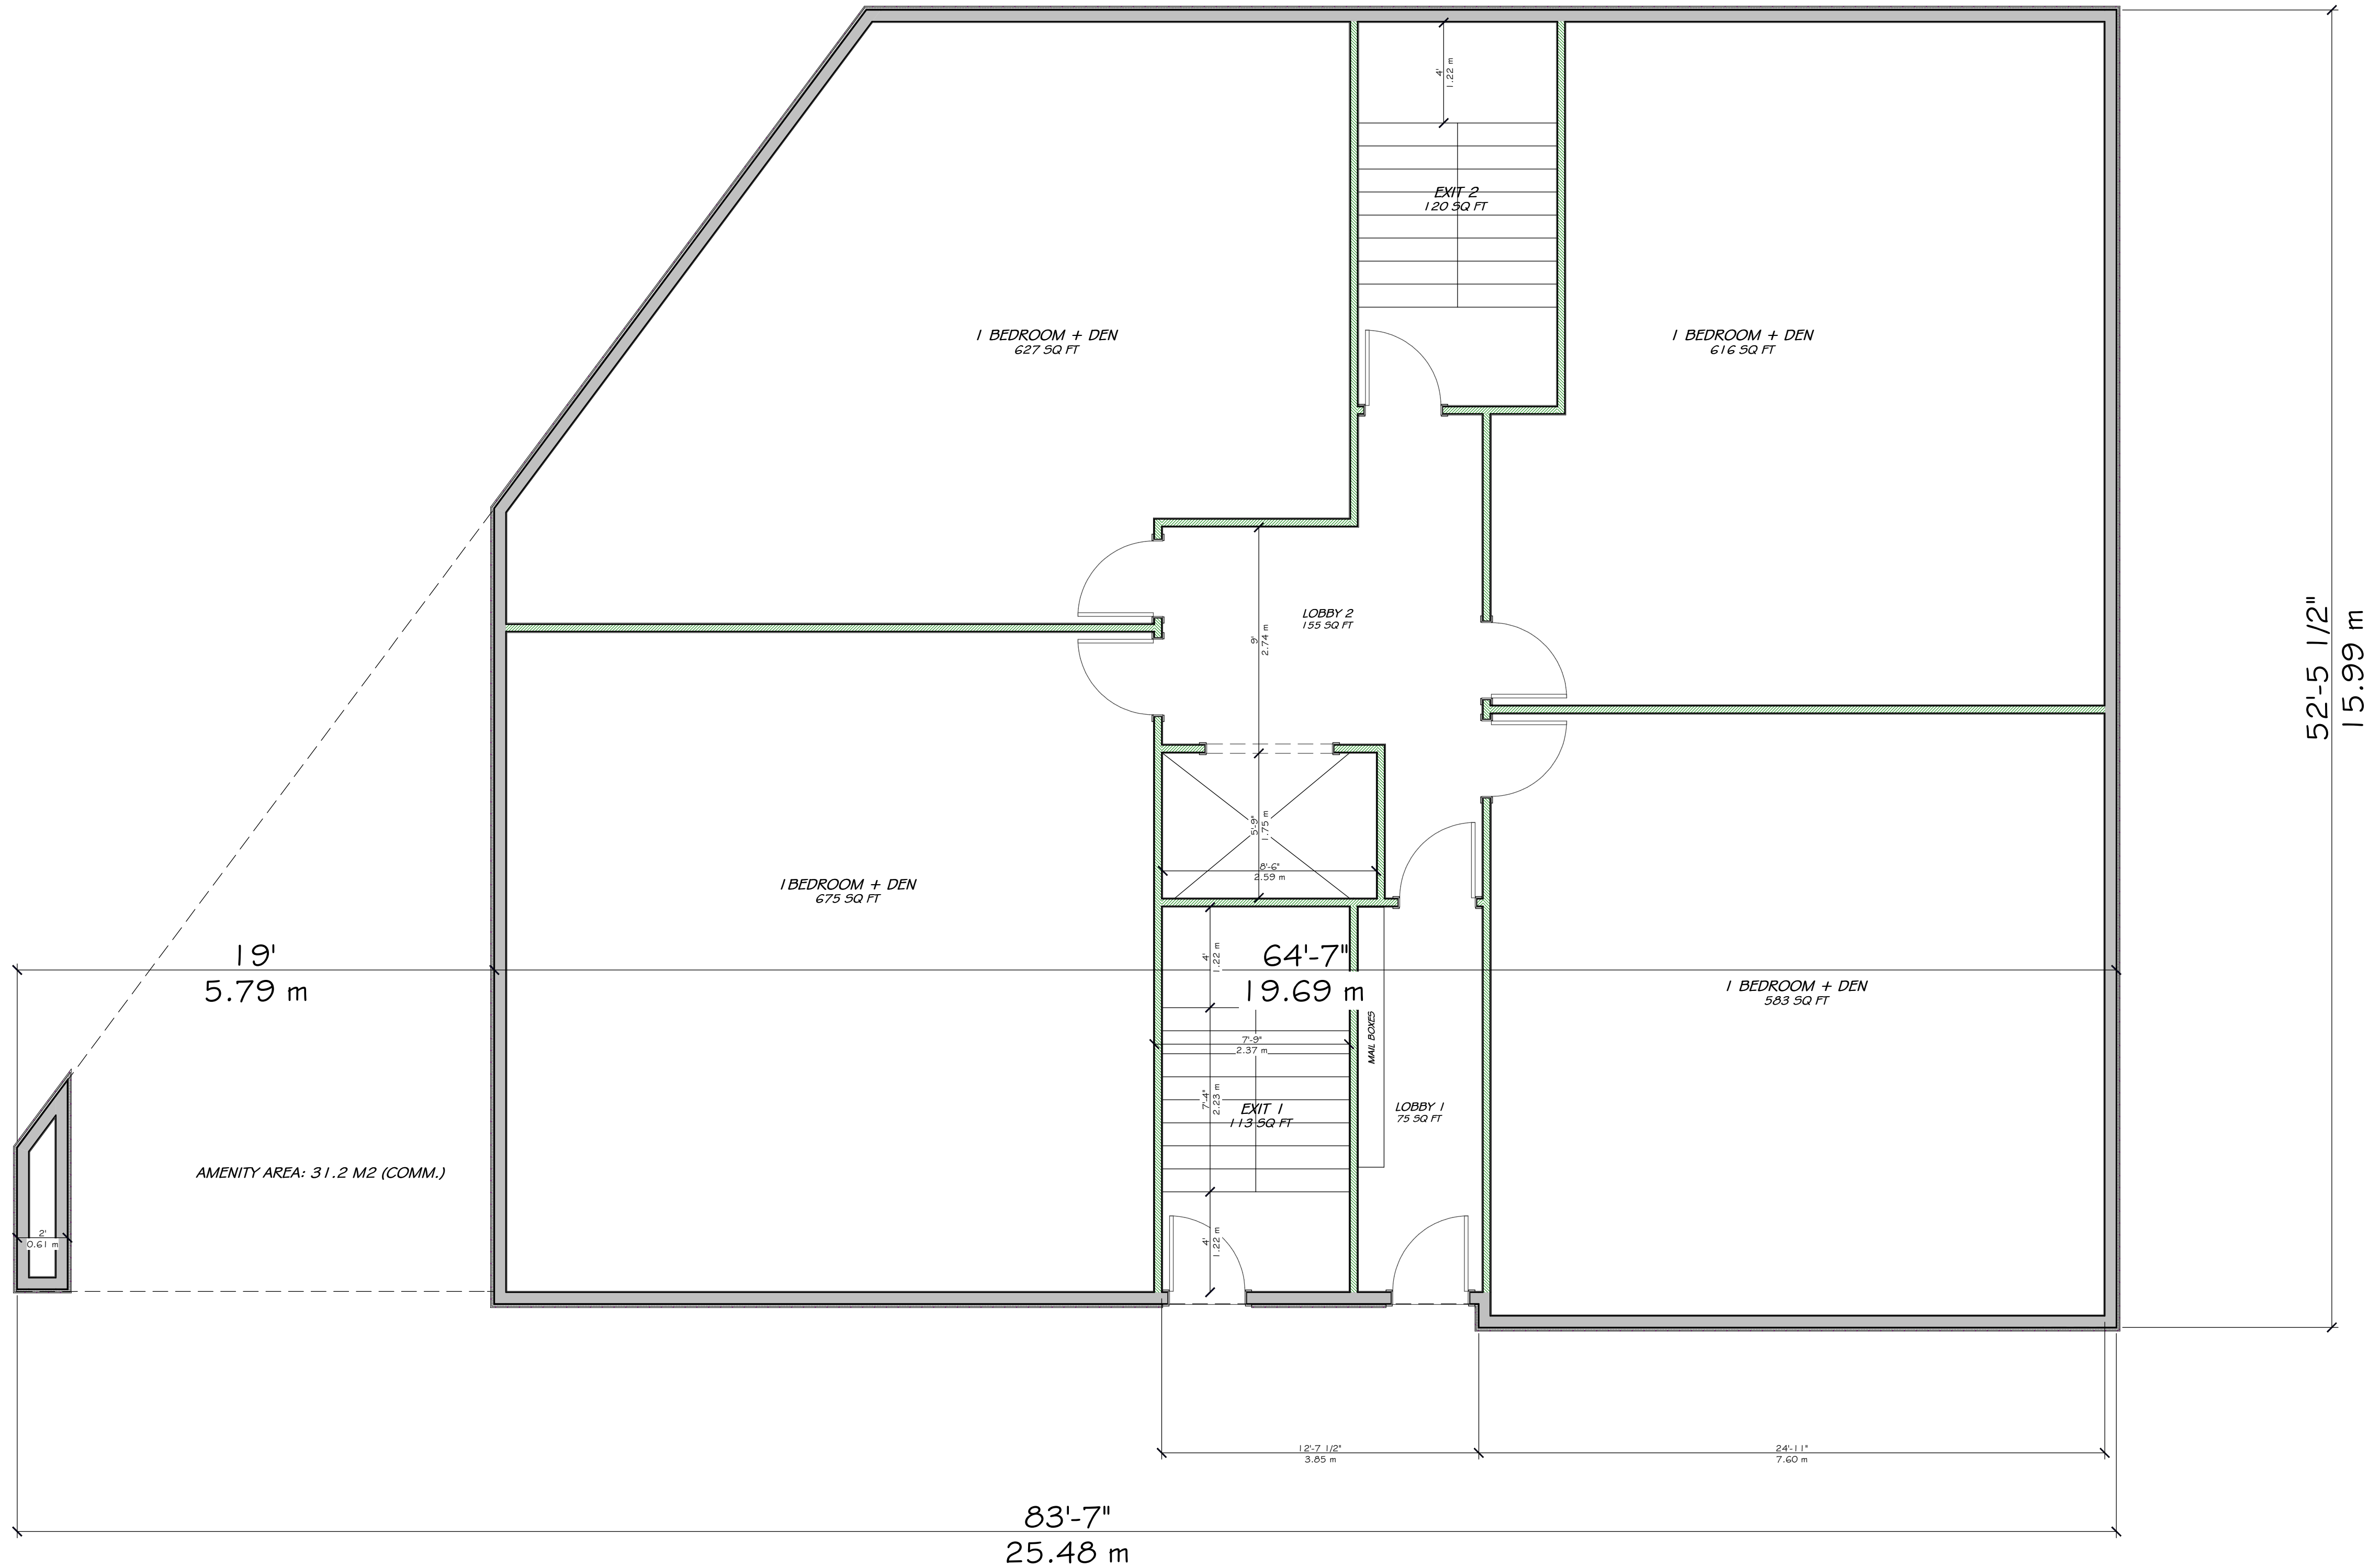 4'
1.22 m
EXIT 2
120 SQ FT
1 BEDROOM + DEN
627 SQ FT
1 BEDROOM + DEN
616 SQ FT
LOBBY 2
155 SQ FT
9'
2.74 m
52'-5 1/2"
15.99 m
5'-9"
1.75 m
8'-6"
2.59 m
1 BEDROOM + DEN
675 SQ FT
19'
5.79 m
64'-7"
19.69 m
4'
1.22 m
1 BEDROOM + DEN
583 SQ FT
MAIL BOXES
7'-9"
2.37 m
7'-4"
2.23 m
EXIT 1
113 SQ FT
LOBBY 1
75 SQ FT
AMENITY AREA: 31.2 M2 (COMM.)
2'
0.61 m
4'
1.22 m
12'-7 1/2"
3.85 m
24'-11"
7.60 m
83'-7"
25.48 m